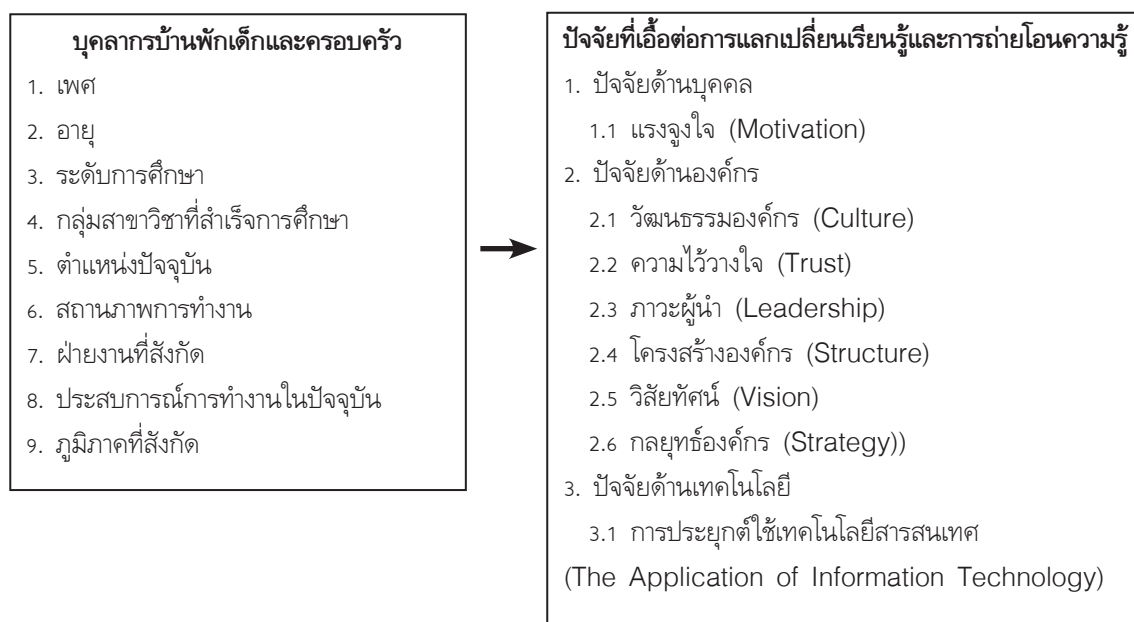 บุคลากรบ้านพักเด็กและครอบครัว
1. เพศ
2. อายุ
3. ระดับการศึกษา
4. กลุ่มสาขาวิชาที่สำเร็จการศึกษา
5. ตำแหน่งปัจจุบัน
6. สถานภาพการทำงาน
7. ฝ่ายงานที่สังกัด
8. ประสบการณ์การทำงานในปัจจุบัน
9. ภูมิภาคที่สังกัด
ปัจจัยที่เอื้อต่อการแลกเปลี่ยนเรียนรู้และการถ่ายโอนความรู้
1. ปัจจัยด้านบุคคล
1.1 แรงจูงใจ (Motivation)
2. ปัจจัยด้านองค์กร
2.1 วัฒนธรรมองค์กร (Culture)
2.2 ความไว้วางใจ (Trust)
2.3 ภาวะผู้นำ (Leadership)
2.4 โครงสร้างองค์กร (Structure)
2.5 วิสัยทัศน์ (Vision)
2.6 กลยุทธ์องค์กร (Strategy))
3. ปัจจัยด้านเทคโนโลยี
3.1 การประยุกต์ใช้เทคโนโลยีสารสนเทศ
(The Application of Information Technology)